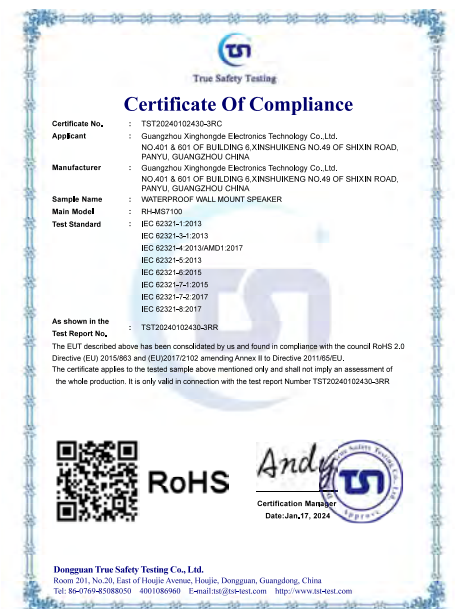 TST
True Safety Testing
Certificate Of Compliance
Certificate No. : TST20240102430-3RC
Applicant : Guangzhou Xinghongde Electronics Technology Co.,Ltd.
NO.401 & 601 OF BUILDING 6,XINSHUIKENG NO.49 OF SHIXIN ROAD,
PANYU, GUANGZHOU CHINA
Manufacturer : Guangzhou Xinghongde Electronics Technology Co.,Ltd.
NO.401 & 601 OF BUILDING 6,XINSHUIKENG NO.49 OF SHIXIN ROAD,
PANYU, GUANGZHOU CHINA
Sample Name : WATERPROOF WALL MOUNT SPEAKER
Main Model : RH-MS7100
Test Standard : IEC 62321-1:2013
IEC 62321-3-1:2013
IEC 62321-4:2013/AMD1:2017
IEC 62321-5:2013
IEC 62321-6:2015
IEC 62321-7-1:2015
IEC 62321-7-2:2017
IEC 62321-8:2017
As shown in the
Test Report No. : TST20240102430-3RR
The EUT described above has been consolidated by us and found in compliance with the council RoHS 2.0
Directive (EU) 2015/863 and (EU)2017/2102 amending Annex II to Directive 2011/65/EU.
The certificate applies to the tested sample above mentioned only and shall not imply an assessment of
the whole production. It is only valid in connection with the test report Number TST20240102430-3RR
RoHS
Andy
Certification Manager
Date:Jan,17, 2024
Dongguan True Safety Testing Co., Ltd.
Room 201, No.20, East of Houjie Avenue, Houjie, Dongguan, Guangdong, China
Tel: 86-0769-85088050 4001086960 E-mail:tst@tst-test.com http://www.tst-test.com